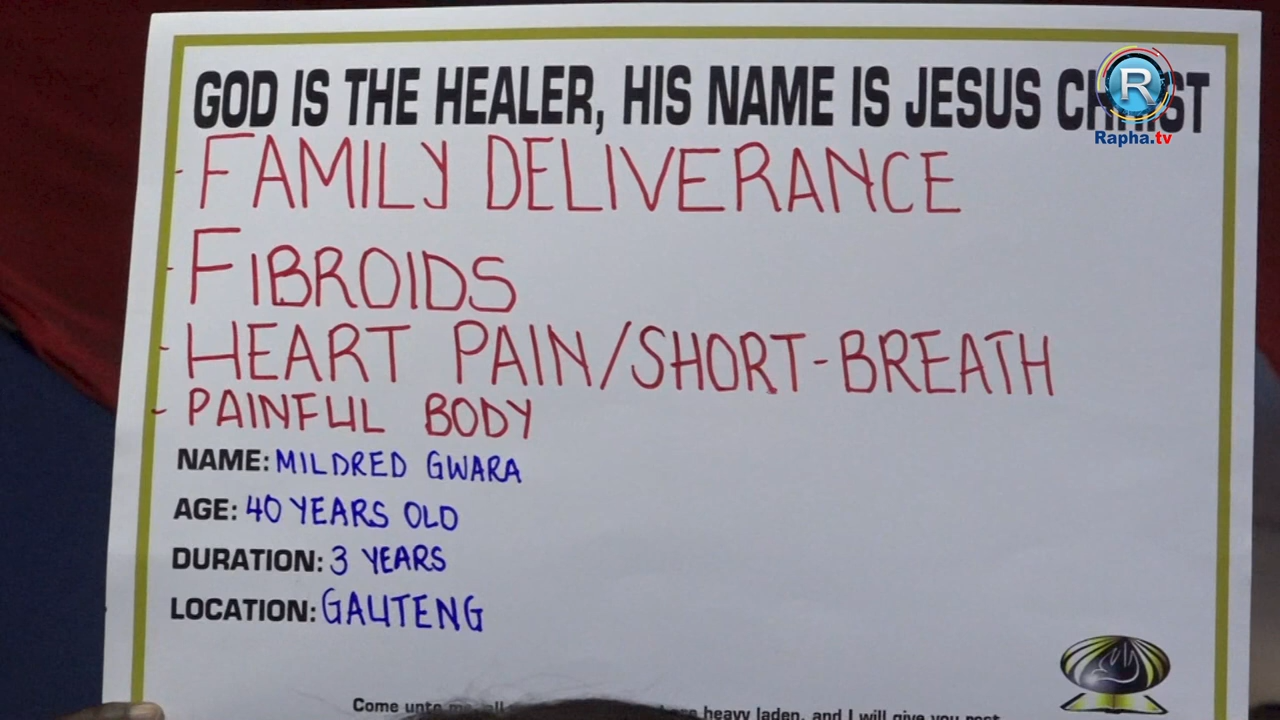 GOD IS THE HEALER, HIS NAME IS JESUS CHRIST
R
Rapha.tv
- FAMILY DELIVERANCE
- FIBROIDS
- HEART PAIN/SHORT-BREATH
- PAINFUL BODY
NAME: MILDRED GWARA
AGE: 40 YEARS OLD
DURATION: 3 YEARS
LOCATION: GAUTENG
Come unto me, all heavy laden, and I will give you rest